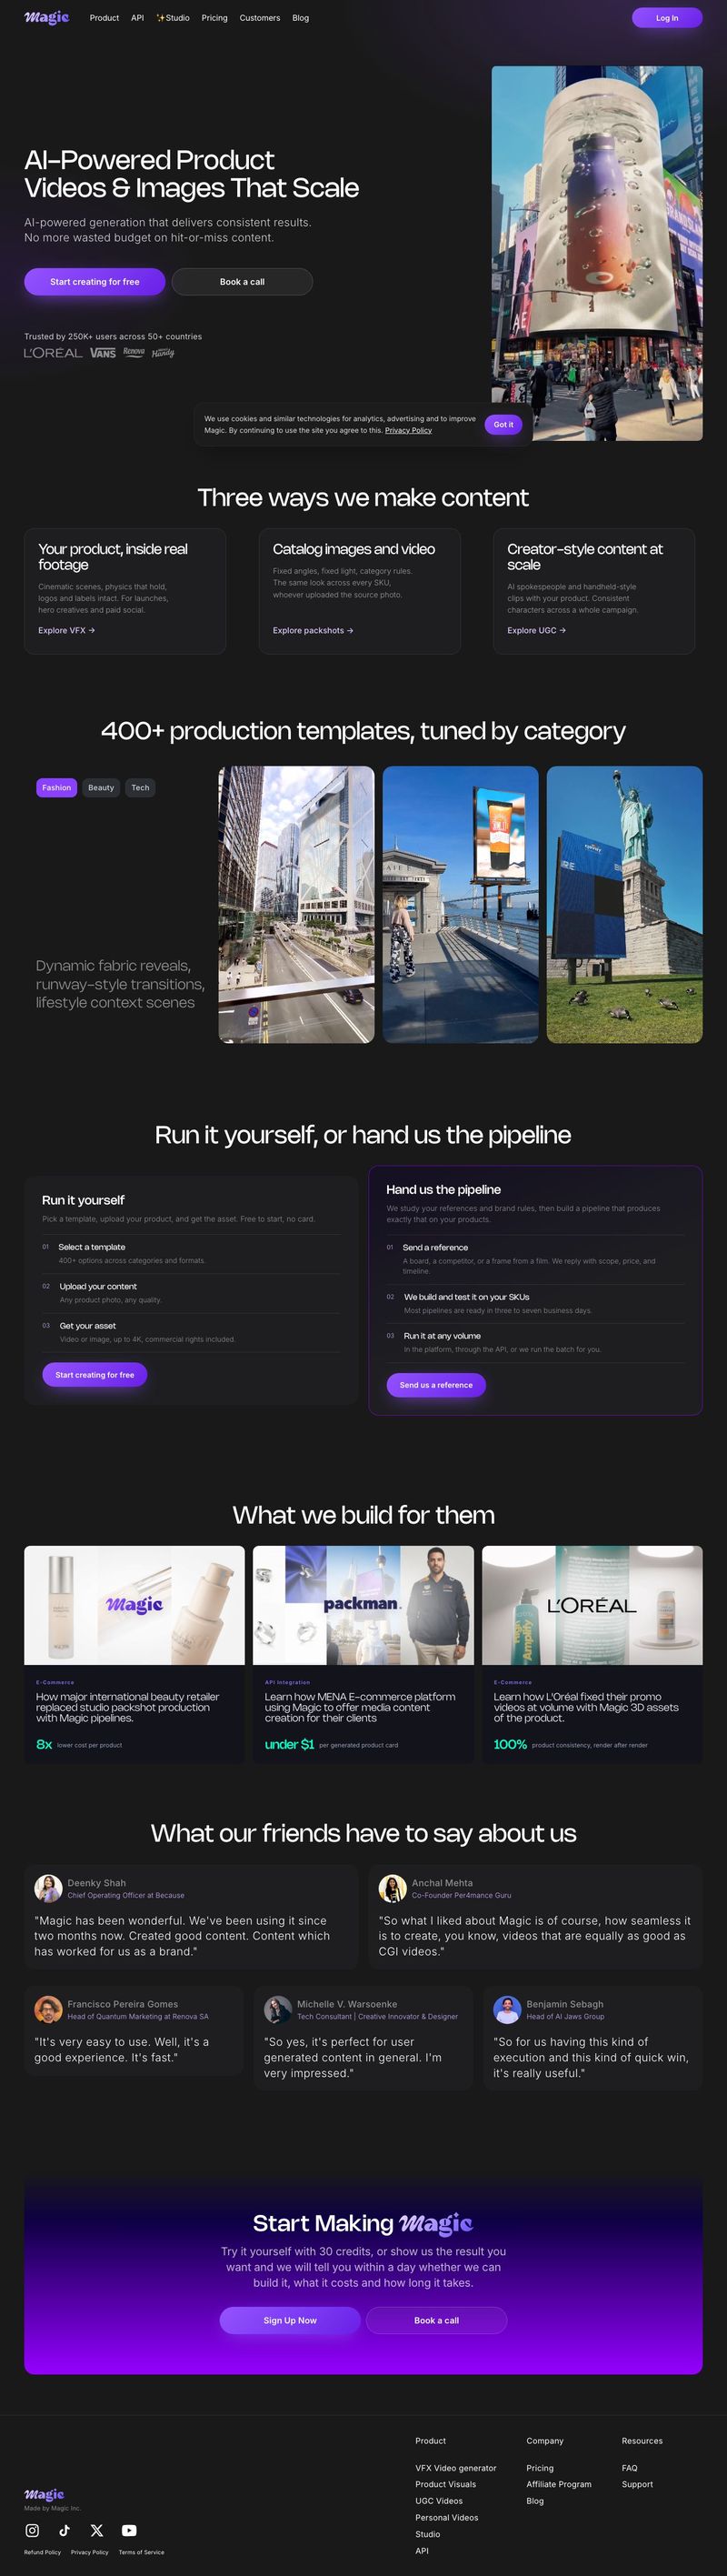 Magic
Product
API
✨Studio
Pricing
Customers
Blog
Log In
AI-Powered Product
Videos & Images That Scale
AI-powered generation that delivers consistent results.
No more wasted budget on hit-or-miss content.
Start creating for free
Book a call
Trusted by 250K+ users across 50+ countries
L'ORÉAL
VANS
Renova
Handy
We use cookies and similar technologies for analytics, advertising and to improve
Magic. By continuing to use the site you agree to this. Privacy Policy
Got it
Three ways we make content
Your product, inside real
footage
Cinematic scenes, physics that hold,
logos and labels intact. For launches,
hero creatives and paid social.
Explore VFX →
Catalog images and video
Fixed angles, fixed light, category rules.
The same look across every SKU,
whoever uploaded the source photo.
Explore packshots →
Creator-style content at
scale
AI spokespeople and handheld-style
clips with your product. Consistent
characters across a whole campaign.
Explore UGC →
400+ production templates, tuned by category
Fashion
Beauty
Tech
Dynamic fabric reveals,
runway-style transitions,
lifestyle context scenes
Run it yourself, or hand us the pipeline
Run it yourself
Pick a template, upload your product, and get the asset. Free to start, no card.
01
Select a template
400+ options across categories and formats.
02
Upload your content
Any product photo, any quality.
03
Get your asset
Video or image, up to 4K, commercial rights included.
Start creating for free
Hand us the pipeline
We study your references and brand rules, then build a pipeline that produces
exactly that on your products.
01
Send a reference
A board, a competitor, or a frame from a film. We reply with scope, price, and
timeline.
02
We build and test it on your SKUs
Most pipelines are ready in three to seven business days.
03
Run it at any volume
In the platform, through the API, or we run the batch for you.
Send us a reference
What we build for them
Magic
E-Commerce
How major international beauty retailer
replaced studio packshot production
with Magic pipelines.
8x
lower cost per product
packman.
API integration
Learn how MENA E-commerce platform
using Magic to offer media content
creation for their clients
under $1
per generated product card
Amplify
L'ORÉAL
E-Commerce
Learn how L'Oréal fixed their promo
videos at volume with Magic 3D assets
of the product.
100%
product consistency, render after render
What our friends have to say about us
Deenky Shah
Chief Operating Officer at Because
"Magic has been wonderful. We've been using it since
two months now. Created good content. Content which
has worked for us as a brand."
Anchal Mehta
Co-Founder Per4mance Guru
"So what I liked about Magic is of course, how seamless it
is to create, you know, videos that are equally as good as
CGI videos."
Francisco Pereira Gomes
Head of Quantum Marketing at Renova SA
"It's very easy to use. Well, it's a
good experience. It's fast."
Michelle V. Warsoenke
Tech Consultant | Creative Innovator & Designer
"So yes, it's perfect for user
generated content in general. I'm
very impressed."
Benjamin Sebagh
Head of AI Jaws Group
"So for us having this kind of
execution and this kind of quick win,
it's really useful."
Start Making Magic
Try it yourself with 30 credits, or show us the result you
want and we will tell you within a day whether we can
build it, what it costs and how long it takes.
Sign Up Now
Book a call
Product
VFX Video generator
Product Visuals
UGC Videos
Personal Videos
Studio
API
Company
Pricing
Affiliate Program
Blog
Resources
FAQ
Support
Magic
Made by Magic Inc.
Refund Policy
Privacy Policy
Terms of Service